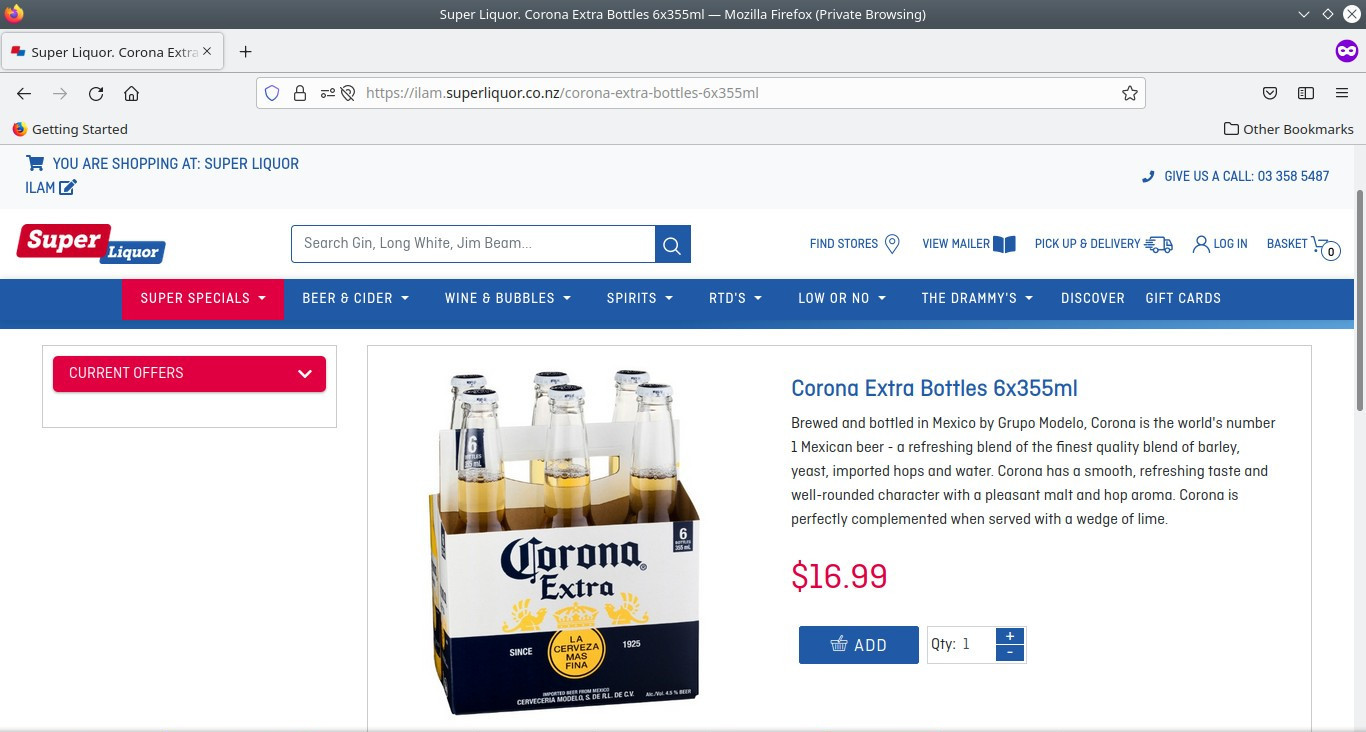 Super Liquor. Corona Extra Bottles 6x355ml — Mozilla Firefox (Private Browsing)
Super Liquor. Corona Extra
https://ilam.superliquor.co.nz/corona-extra-bottles-6x355ml
Getting Started
Other Bookmarks
YOU ARE SHOPPING AT: SUPER LIQUOR
ILAM
GIVE US A CALL: 03 358 5487
Super
Liquor
Search Gin, Long White, Jim Beam...
FIND STORES
VIEW MAILER
PICK UP & DELIVERY
LOG IN
BASKET
0
SUPER SPECIALS
BEER & CIDER
WINE & BUBBLES
SPIRITS
RTD'S
LOW OR NO
THE DRAMMY'S
DISCOVER
GIFT CARDS
CURRENT OFFERS
6
BOTTLES
355 mL
6
BOTTLES
355 mL
Corona
Extra
SINCE
LA
CERVEZA
MAS
FINA
1925
IMPORTED BEER FROM MEXICO
CERVECERIA MODELO, S. DE R.L. DE C.V.
Alc./Vol. 4.5 % BEER
Corona Extra Bottles 6x355ml
Brewed and bottled in Mexico by Grupo Modelo, Corona is the world's number
1 Mexican beer - a refreshing blend of the finest quality blend of barley,
yeast, imported hops and water. Corona has a smooth, refreshing taste and
well-rounded character with a pleasant malt and hop aroma. Corona is
perfectly complemented when served with a wedge of lime.
$16.99
ADD
Qty: 1
+
-